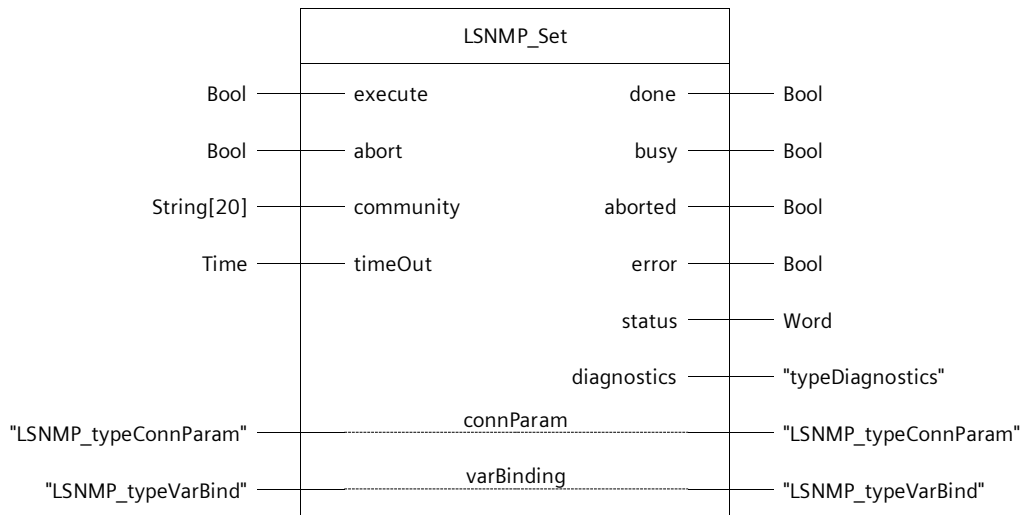 LSNMP_Set
Bool execute done Bool
Bool abort busy Bool
String[20] community aborted Bool
Time timeOut error Bool
status Word
diagnostics "typeDiagnostics"
"LSNMP_typeConnParam" connParam "LSNMP_typeConnParam"
"LSNMP_typeVarBind" varBinding "LSNMP_typeVarBind"